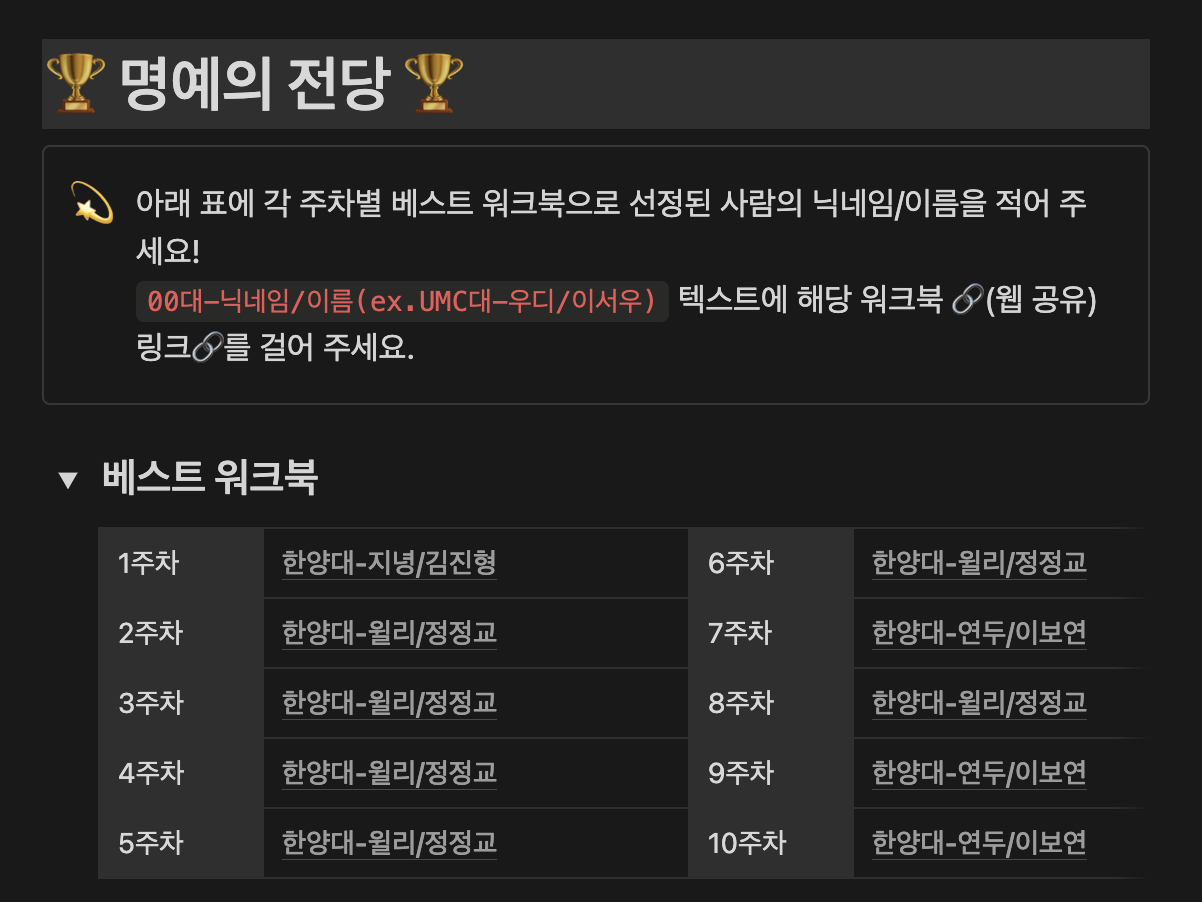 🏆 명예의 전당 🏆
💫 아래 표에 각 주차별 베스트 워크북으로 선정된 사람의 닉네임/이름을 적어 주
세요!
00대-닉네임/이름(ex.UMC대-우디/이서우) 텍스트에 해당 워크북 🔗(웹 공유)
링크🔗를 걸어 주세요.
▼ 베스트 워크북
1주차 한양대-지녕/김진형 6주차 한양대-윌리/정정교
2주차 한양대-윌리/정정교 7주차 한양대-연두/이보연
3주차 한양대-윌리/정정교 8주차 한양대-윌리/정정교
4주차 한양대-윌리/정정교 9주차 한양대-연두/이보연
5주차 한양대-윌리/정정교 10주차 한양대-연두/이보연